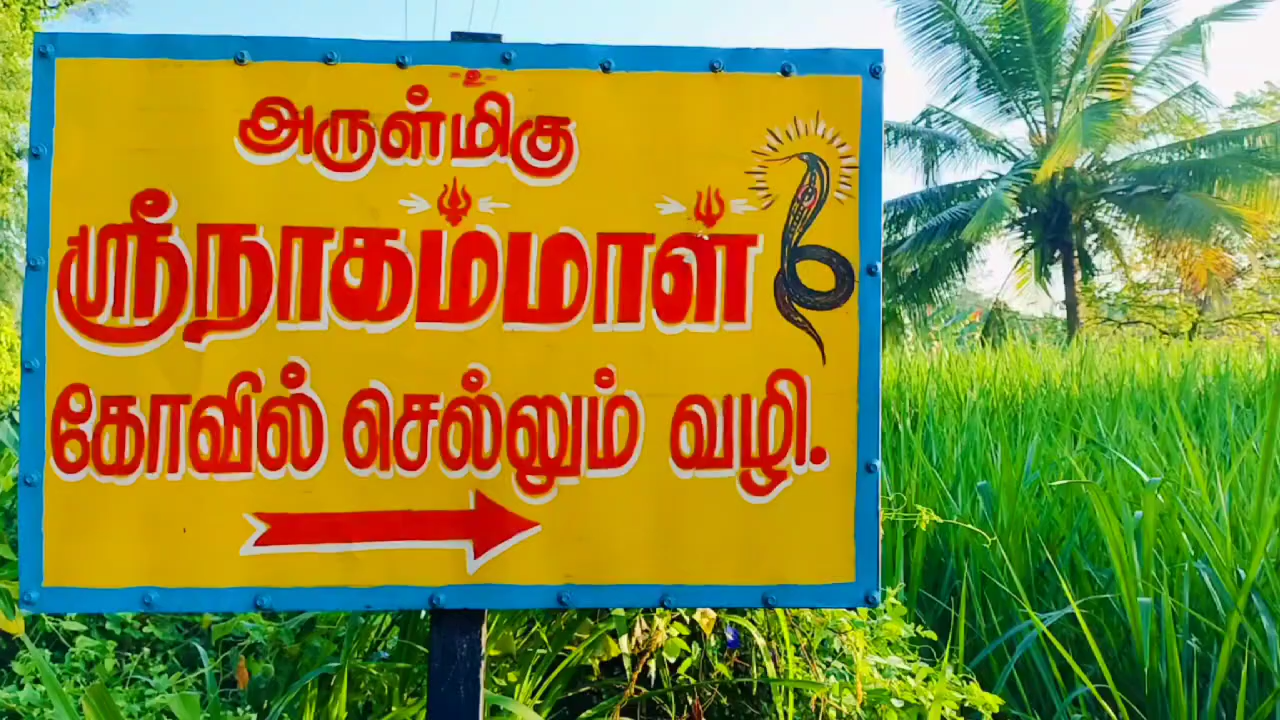 உ
அருள்மிகு
ஸ்ரீநாகம்மாள்
கோவில் செல்லும் வழி.